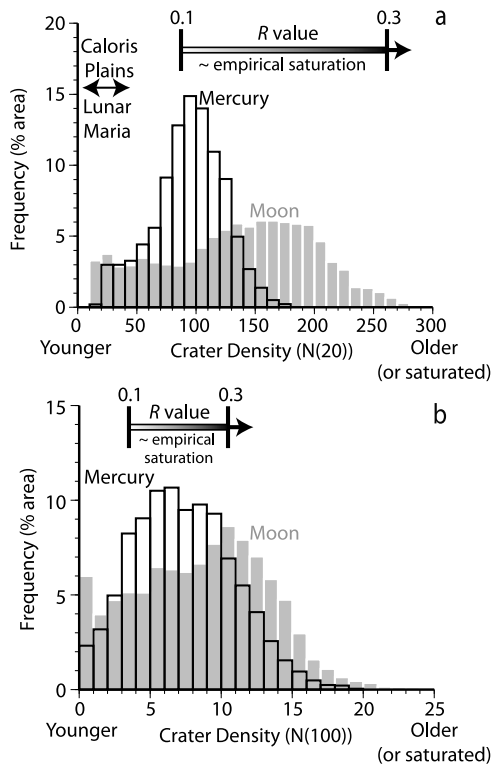 a
0.1 0.3
R value
~ empirical saturation
Caloris
Plains
Lunar
Maria
Mercury
Moon
Frequency (% area)
20
15
10
5
0
0 50 100 150 200 250 300
Younger Crater Density (N(20)) Older
(or saturated)
b
0.1 0.3
R value
~ empirical
saturation
Mercury
Moon
Frequency (% area)
15
10
5
0
0 5 10 15 20 25
Younger Crater Density (N(100)) Older
(or saturated)